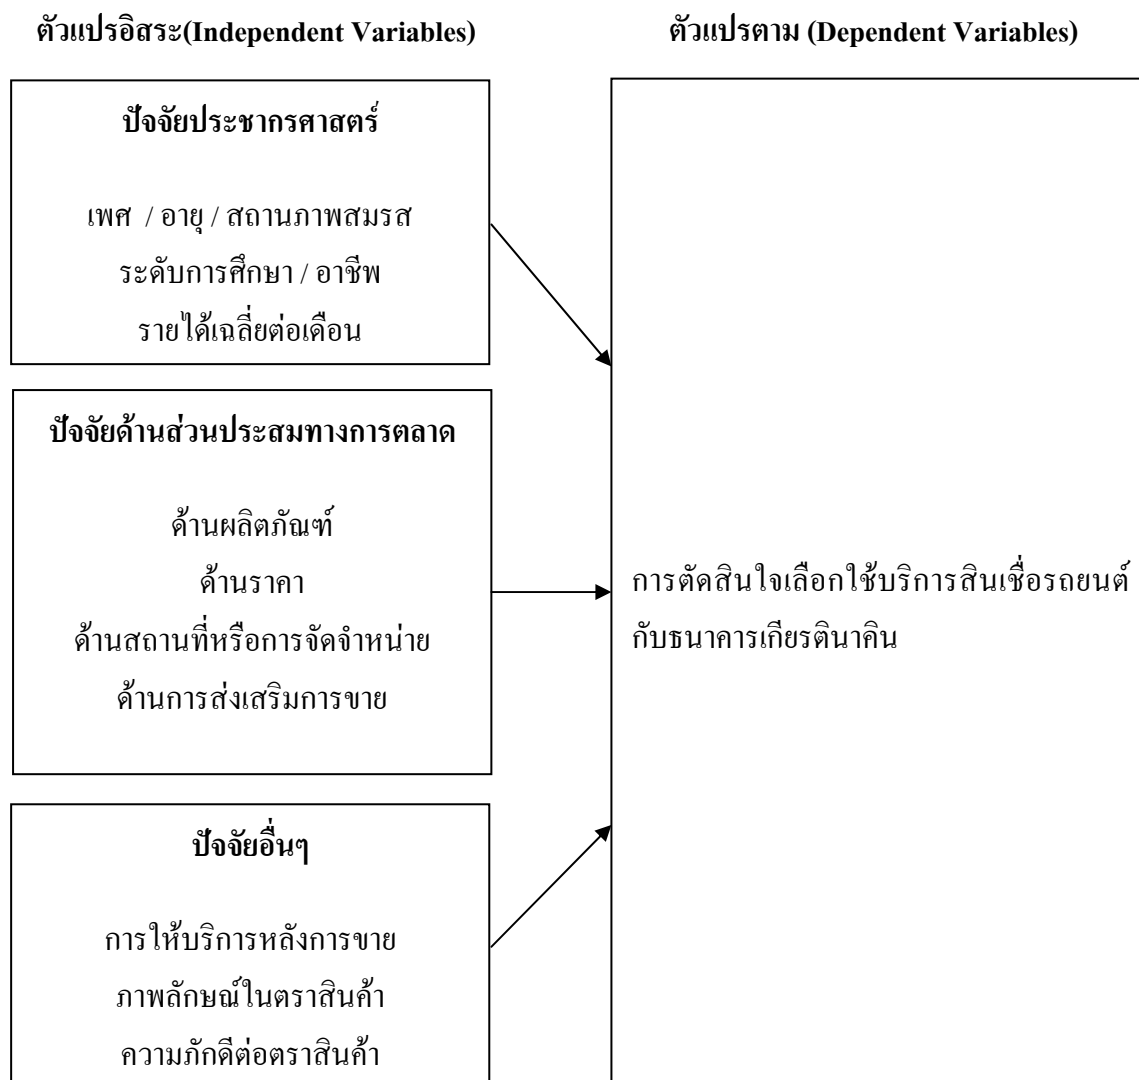 ตัวแปรอิสระ(Independent Variables)
ตัวแปรตาม (Dependent Variables)
ปัจจัยประชากรศาสตร์
เพศ / อายุ / สถานภาพสมรส
ระดับการศึกษา / อาชีพ
รายได้เฉลี่ยต่อเดือน
ปัจจัยด้านส่วนประสมทางการตลาด
ด้านผลิตภัณฑ์
ด้านราคา
ด้านสถานที่หรือการจัดจำหน่าย
ด้านการส่งเสริมการขาย
ปัจจัยอื่นๆ
การให้บริการหลังการขาย
ภาพลักษณ์ในตราสินค้า
ความภักดีต่อตราสินค้า
การตัดสินใจเลือกใช้บริการสินเชื่อรถยนต์
กับธนาคารเกียรตินาคิน